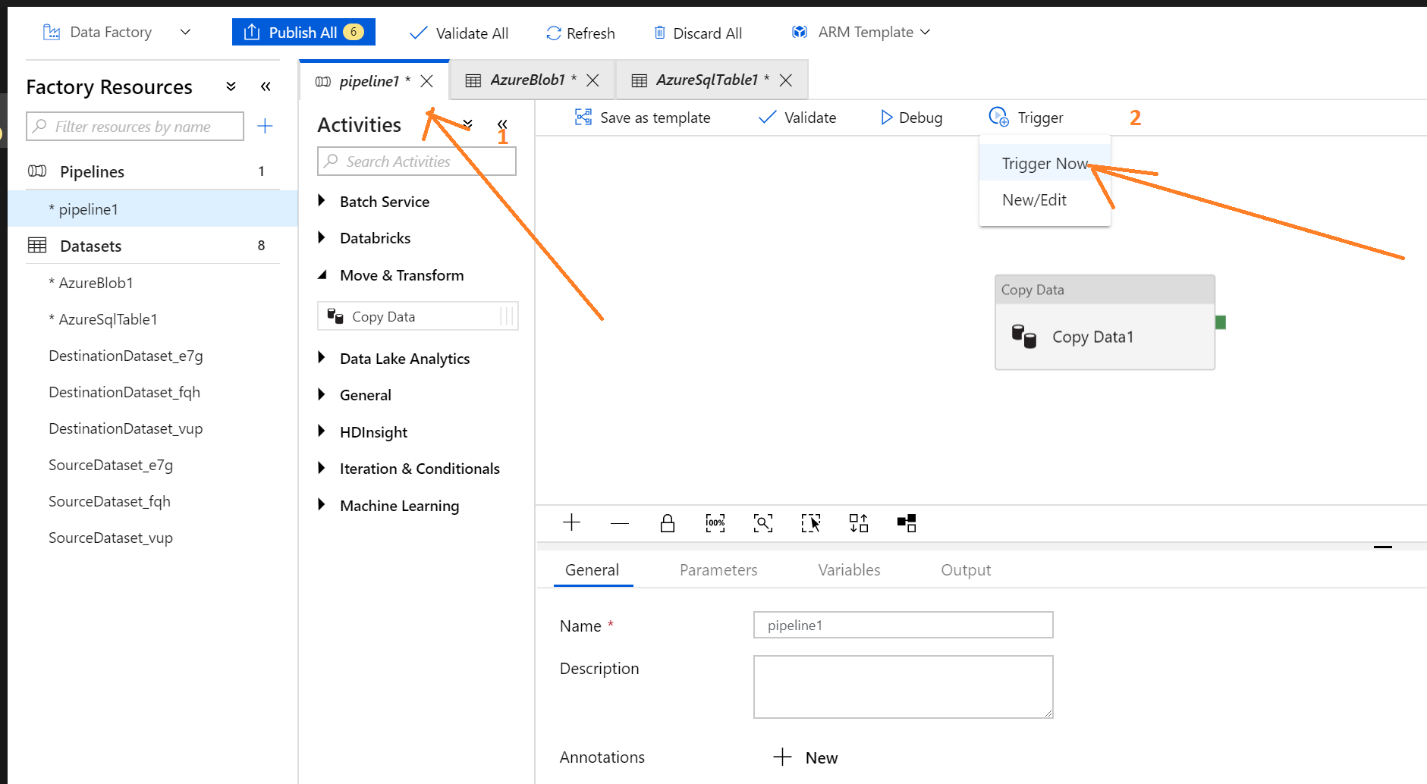 Data Factory
Publish All 6
Validate All
Refresh
Discard All
ARM Template
Factory Resources
Filter resources by name
Pipelines 1
* pipeline1
Datasets 8
* AzureBlob1
* AzureSqlTable1
DestinationDataset_e7g
DestinationDataset_fqh
DestinationDataset_vup
SourceDataset_e7g
SourceDataset_fqh
SourceDataset_vup
pipeline1 *
AzureBlob1 *
AzureSqlTable1 *
Activities
1
Search Activities
Batch Service
Databricks
Move & Transform
Copy Data
Data Lake Analytics
General
HDInsight
Iteration & Conditionals
Machine Learning
Save as template
Validate
Debug
Trigger
2
Trigger Now
New/Edit
Copy Data
Copy Data1
100%
General
Parameters
Variables
Output
Name *
pipeline1
Description
Annotations
New